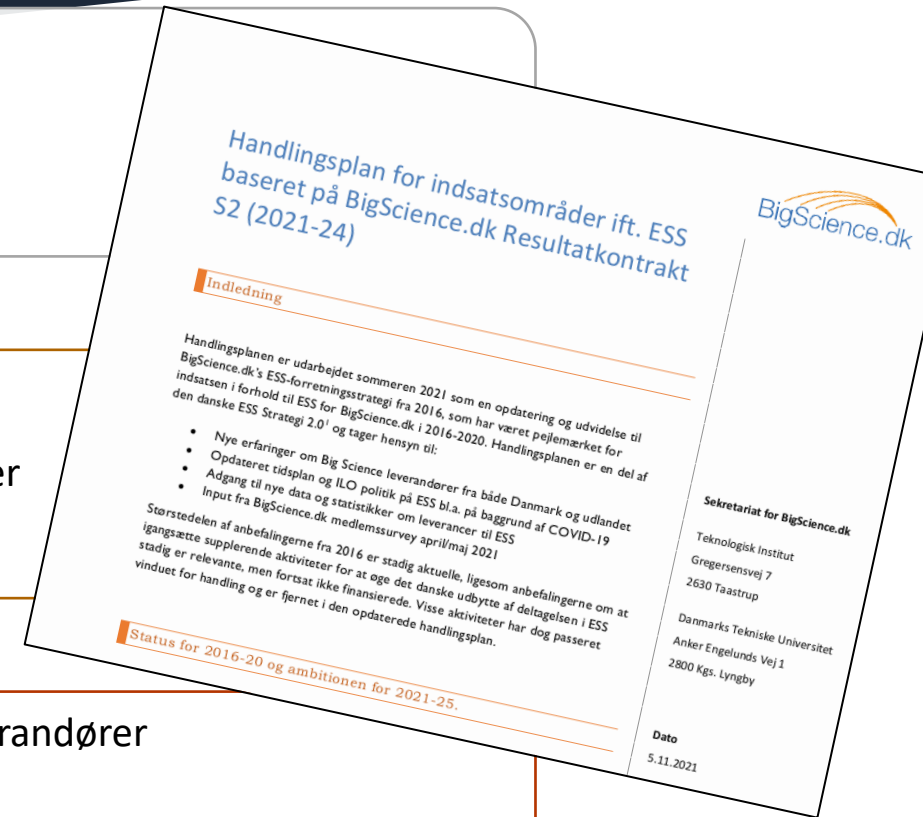 Handlingsplan for indsatsområder ift. ESS
baseret på BigScience.dk Resultatkontrakt
S2 (2021-24)
BigScience.dk
Indledning
Handlingsplanen er udarbejdet sommeren 2021 som en opdatering og udvidelse til
BigScience.dk's ESS-forretningsstrategi fra 2016, som har været pejlemærket for
indsatsen i forhold til ESS for BigScience.dk i 2016-2020. Handlingsplanen er en del af
den danske ESS Strategi 2.0¹ og tager hensyn til:
• Nye erfaringer om Big Science leverandører fra både Danmark og udlandet
• Opdateret tidsplan og ILO politik på ESS bl.a. på baggrund af COVID-19
• Adgang til nye data og statistikker om leverancer til ESS
• Input fra BigScience.dk medlemssurvey april/maj 2021
Størstedelen af anbefalingerne fra 2016 er stadig aktuelle, ligesom anbefalingerne om at
igangsætte supplerende aktiviteter for at øge det danske udbytte af deltagelsen i ESS
stadig er relevante, men fortsat ikke finansierede. Visse aktiviteter har dog passeret
vinduet for handling og er fjernet i den opdaterede handlingsplan.
Status for 2016-20 og ambitionen for 2021-25.
Sekretariat for BigScience.dk
Teknologisk Institut
Gregersensvej 7
2630 Taastrup
Danmarks Tekniske Universitet
Anker Engelunds Vej 1
2800 Kgs. Lyngby
Dato
5.11.2021
er
randører